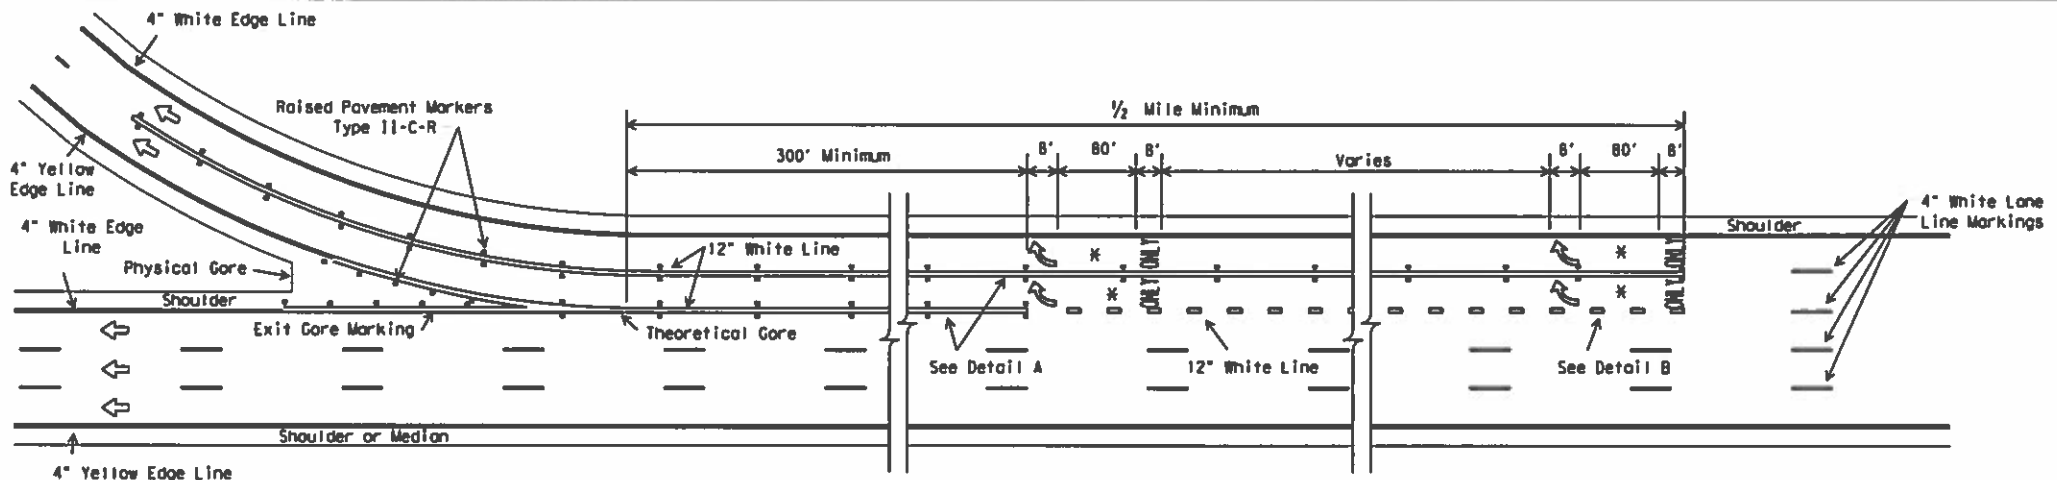 4" White Edge Line
Raised Pavement Markers
Type II-C-R
½ Mile Minimum
300' Minimum
8'
80'
8'
Varies
8'
80'
8'
4" Yellow
Edge Line
4" White Edge
Line
Physical Gore
Shoulder
Exit Gore Marking
12" White Line
Theoretical Gore
*
*
ONLY
ONLY
*
*
ONLY
ONLY
Shoulder
4" White Lane
Line Markings
See Detail A
12" White Line
See Detail B
Shoulder or Median
4" Yellow Edge Line